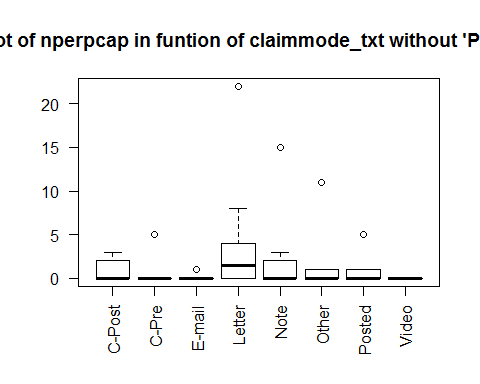 ot of nperpcap in funtion of claimmode_txt without 'P
20
15
10
5
0
C-Post
C-Pre
E-mail
Letter
Note
Other
Posted
Video